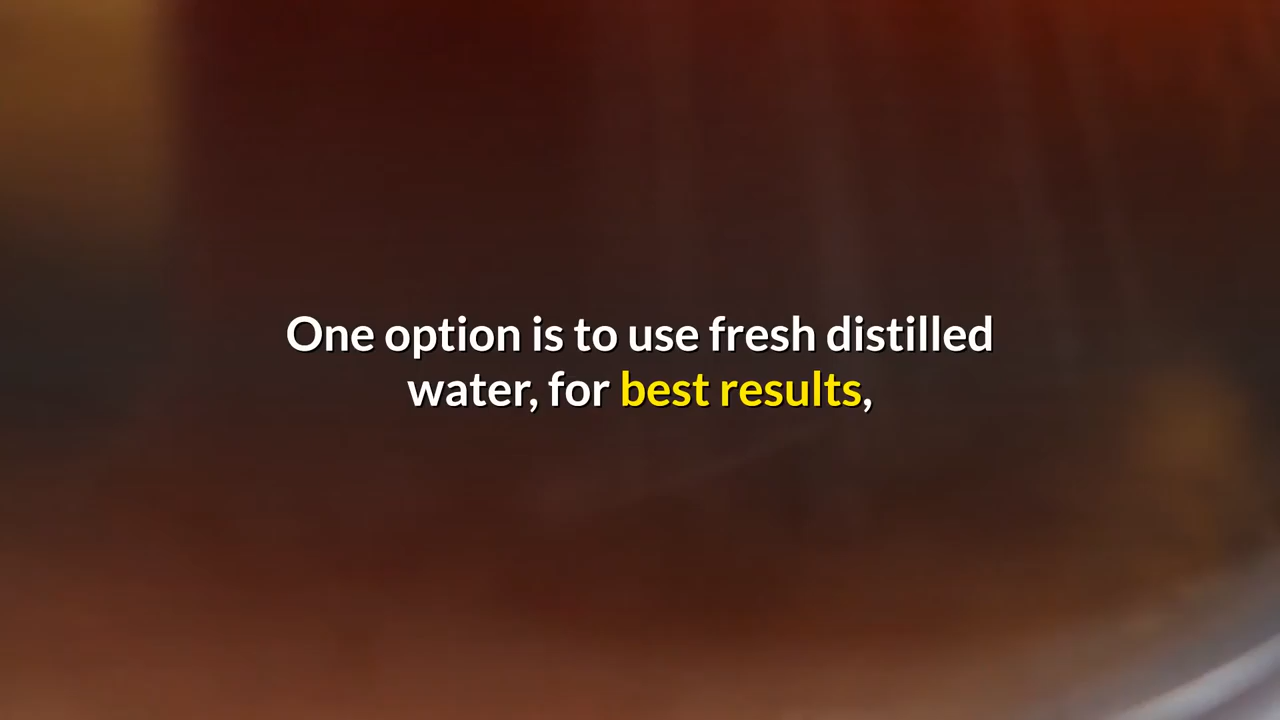 One option is to use fresh distilled
water, for best results,